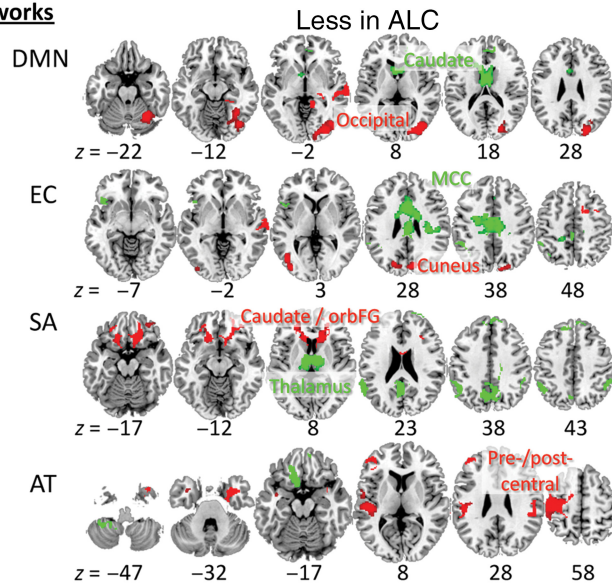 works
Less in ALC
DMN
Caudate
Occipital
z = −22 −12 −2 8 18 28
EC
MCC
Cuneus
−7 −2 3 28 38 48
SA
Caudate / orbFG
Thalamus
z = −17 −12 8 23 38 43
AT
Pre-/post-
central
z = −47 −32 −17 8 28 58